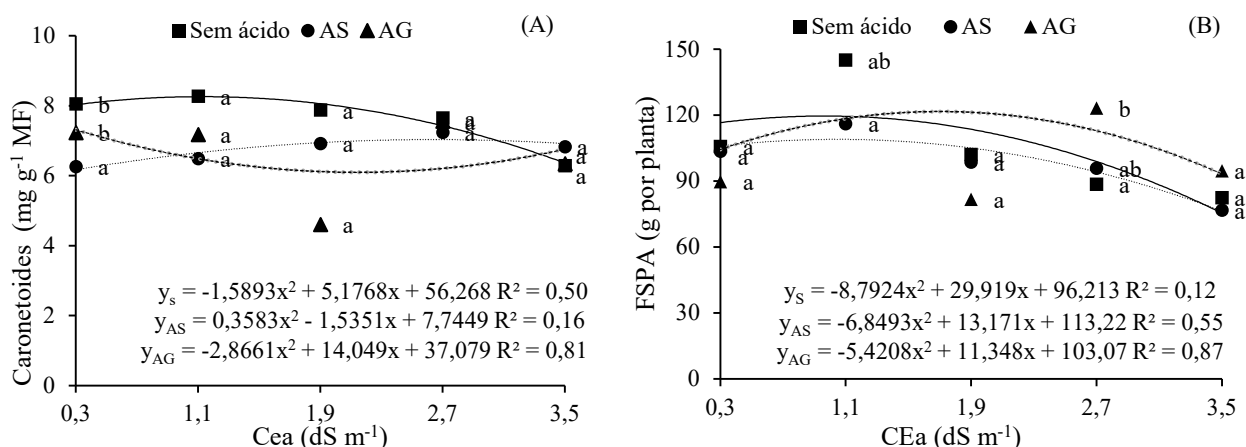 Sem ácido AS AG (A)
Caronetoides (mg g⁻¹ MF)
10
8
6
4
2
0
b a a a a
b a a a a
a a a a a
yₛ = -1,5893x² + 5,1768x + 56,268 R² = 0,50
y_AS = 0,3583x² - 1,5351x + 7,7449 R² = 0,16
y_AG = -2,8661x² + 14,049x + 37,079 R² = 0,81
0,3 1,1 1,9 2,7 3,5
Cea (dS m⁻¹)
Sem ácido AS AG (B)
FSPA (g por planta)
150
120
90
60
30
0
ab
b
a a a ab a
a a a a
a a a
y_S = -8,7924x² + 29,919x + 96,213 R² = 0,12
y_AS = -6,8493x² + 13,171x + 113,22 R² = 0,55
y_AG = -5,4208x² + 11,348x + 103,07 R² = 0,87
0,3 1,1 1,9 2,7 3,5
CEa (dS m⁻¹)